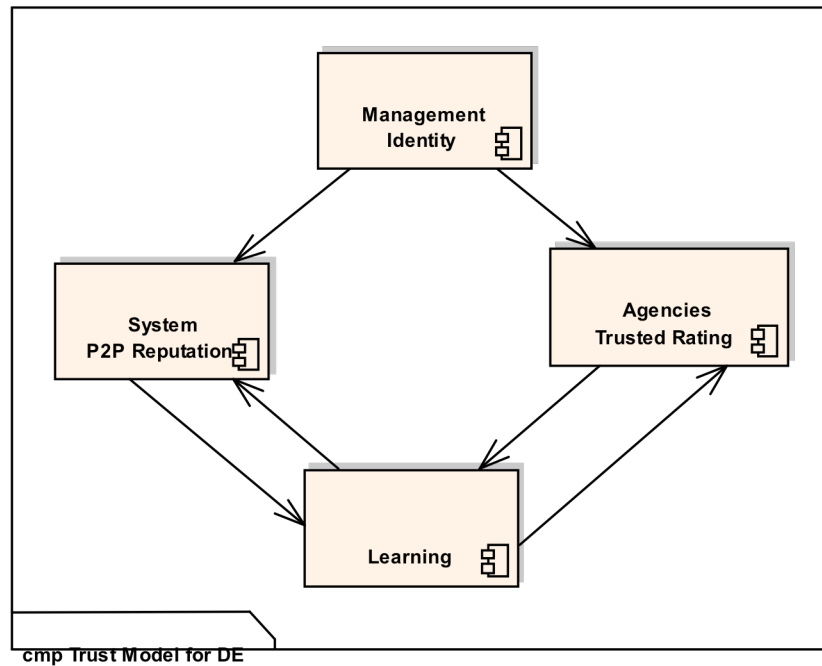 Management
Identity
System
P2P Reputation
Agencies
Trusted Rating
Learning
cmp Trust Model for DE